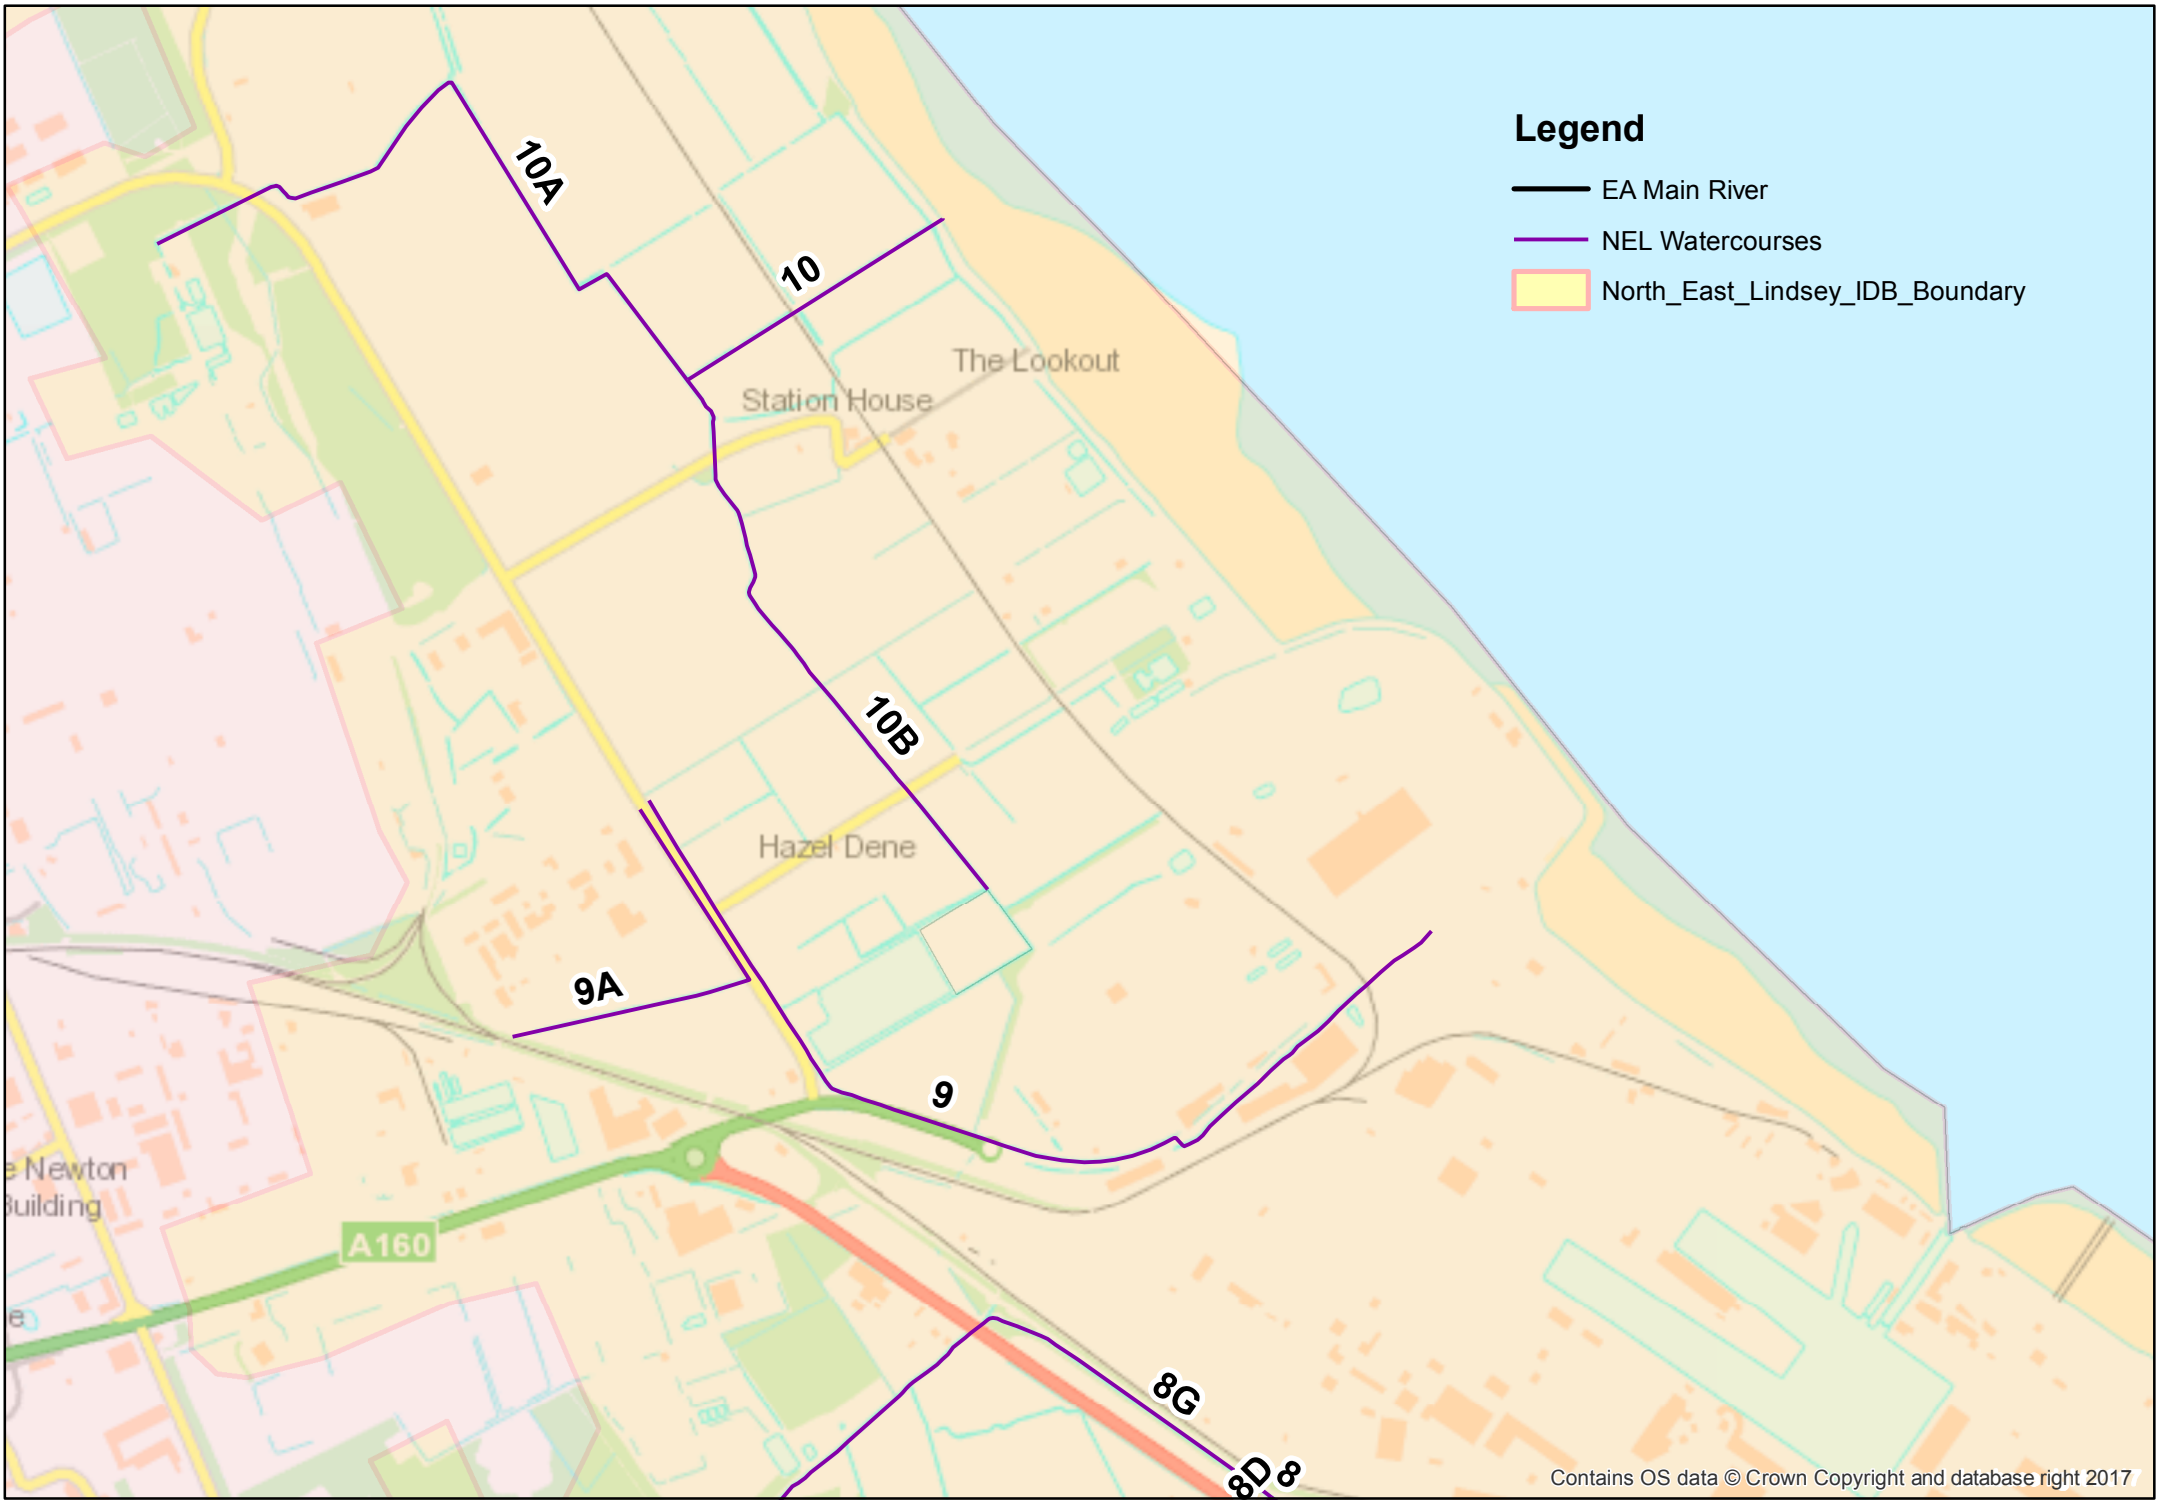 Legend
EA Main River
NEL Watercourses
North_East_Lindsey_IDB_Boundary
10A
10
The Lookout
Station House
10B
Hazel Dene
9A
9
e Newton
Building
A160
e
8G
8D
8
Contains OS data © Crown Copyright and database right 2017